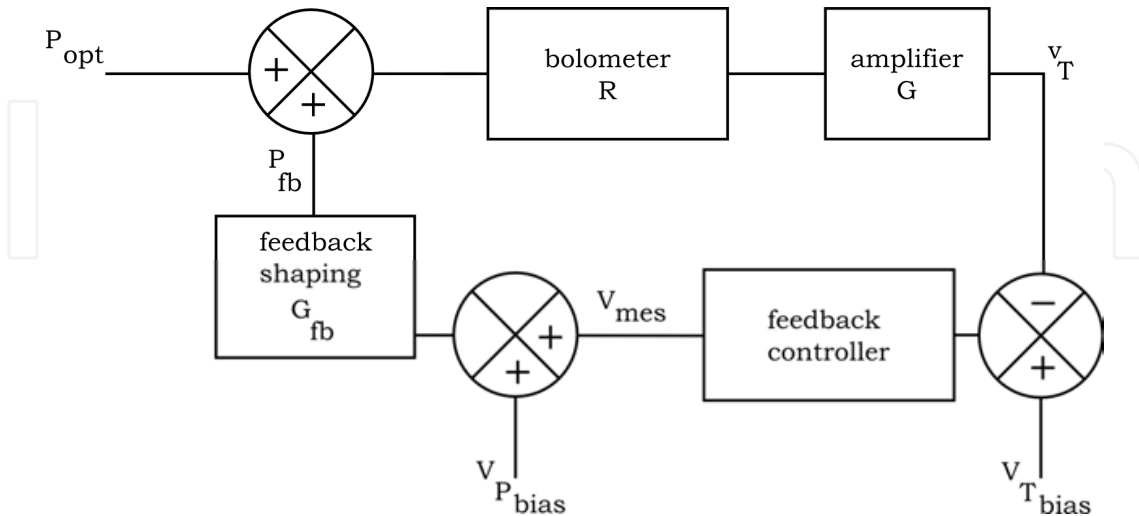 P opt
+
+
bolometer
R
amplifier
G
v T
P fb
feedback
shaping
G fb
+
+
V mes
feedback
controller
−
+
V P bias
V T bias